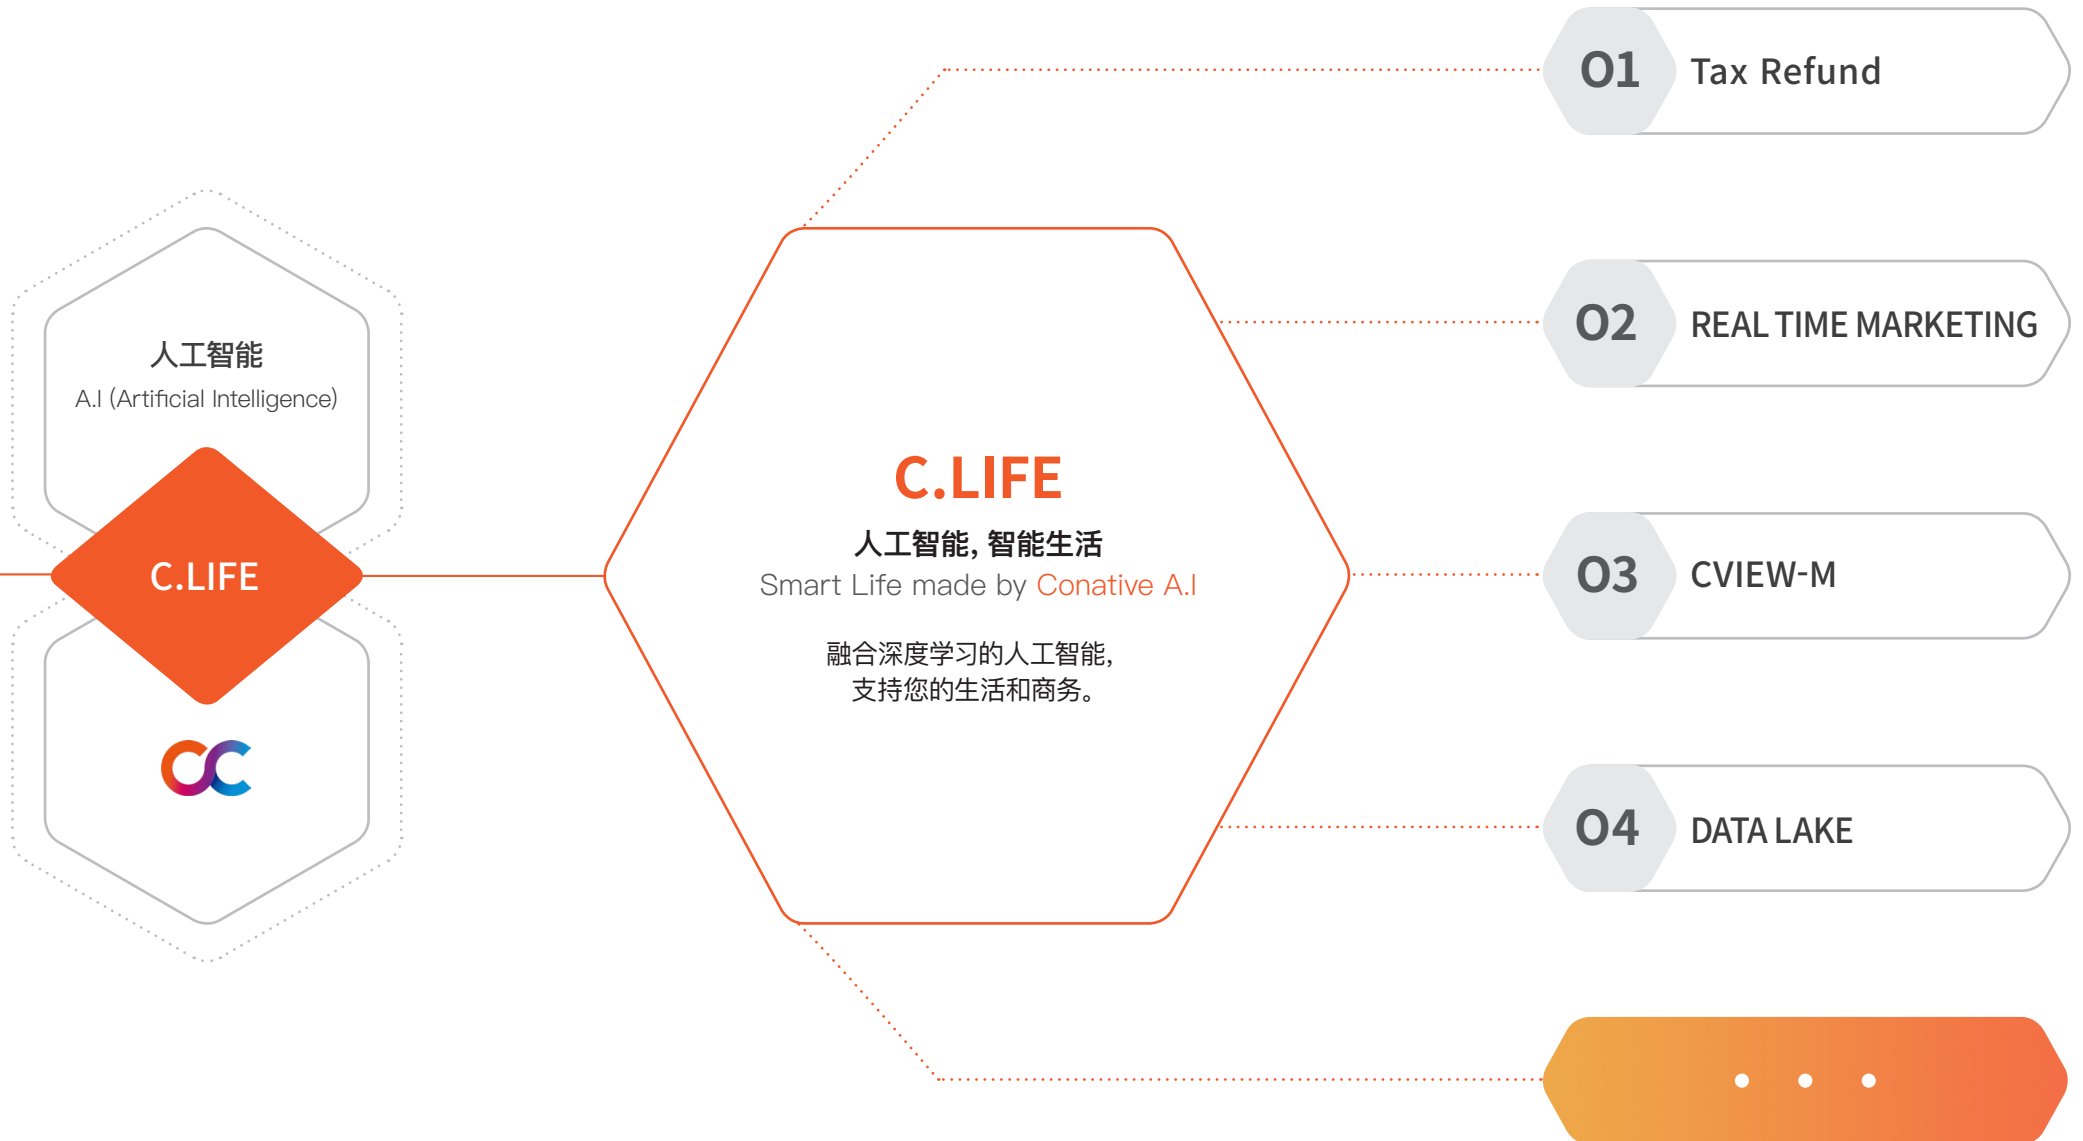 人工智能
A.I (Artificial Intelligence)
C.LIFE
C.LIFE
人工智能, 智能生活
Smart Life made by Conative A.I
融合深度学习的人工智能,
支持您的生活和商务。
01 Tax Refund
02 REAL TIME MARKETING
03 CVIEW-M
04 DATA LAKE